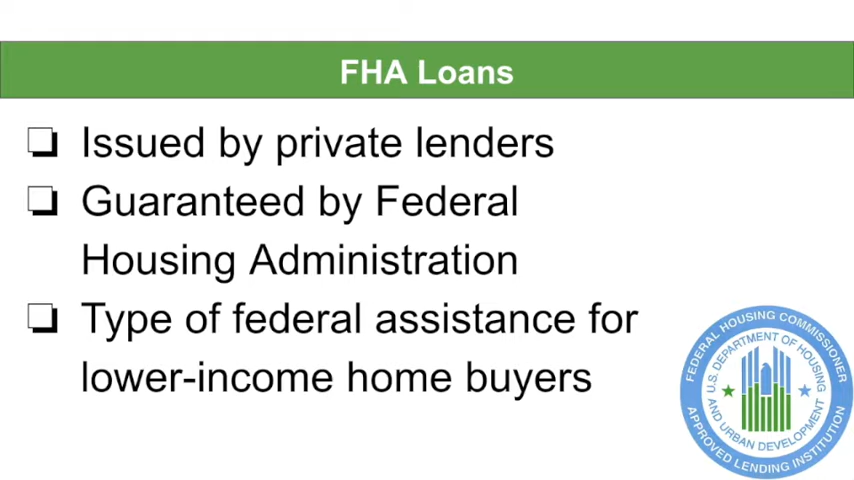 FHA Loans
❏ Issued by private lenders
❏ Guaranteed by Federal
Housing Administration
❏ Type of federal assistance for
lower-income home buyers
FEDERAL HOUSING COMMISSIONER
U.S. DEPARTMENT OF HOUSING
AND URBAN DEVELOPMENT
APPROVED LENDING INSTITUTION